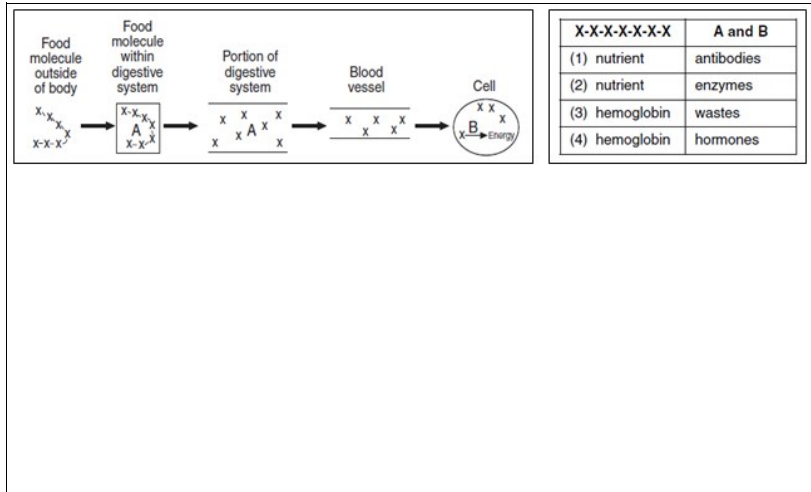 Food
molecule
outside
of body
Food
molecule
within
digestive
system
Portion of
digestive
system
Blood
vessel
Cell
X-X-X-X-X-X-X
A
X-X-X-X-X-X-X
X X X
X A X
X X
X X X
X X
X X X
X B Energy
X-X-X-X-X-X-X A and B
(1) nutrient antibodies
(2) nutrient enzymes
(3) hemoglobin wastes
(4) hemoglobin hormones